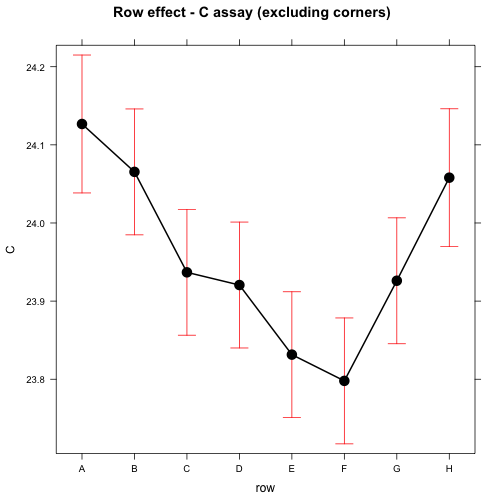 Row effect - C assay (excluding corners)
24.2
24.1
24.0
23.9
23.8
C
A B C D E F G H
row